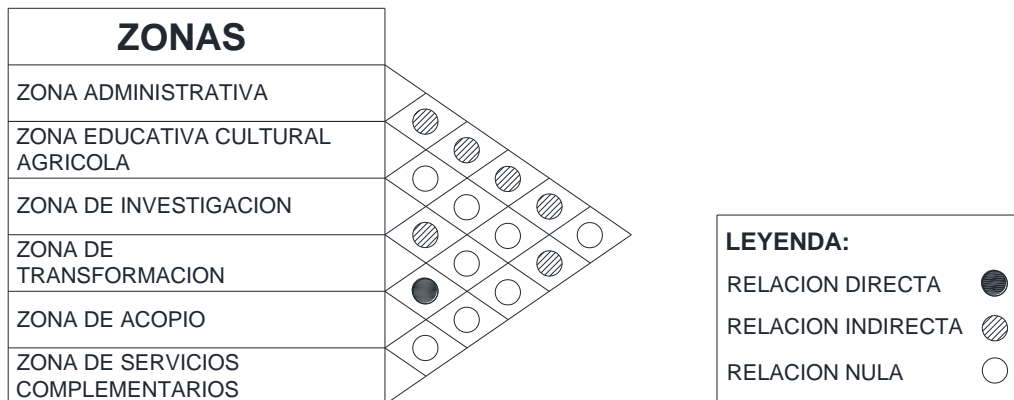 ZONAS
ZONA ADMINISTRATIVA
ZONA EDUCATIVA CULTURAL
AGRICOLA
ZONA DE INVESTIGACION
ZONA DE
TRANSFORMACION
ZONA DE ACOPIO
ZONA DE SERVICIOS
COMPLEMENTARIOS
LEYENDA:
RELACION DIRECTA
RELACION INDIRECTA
RELACION NULA